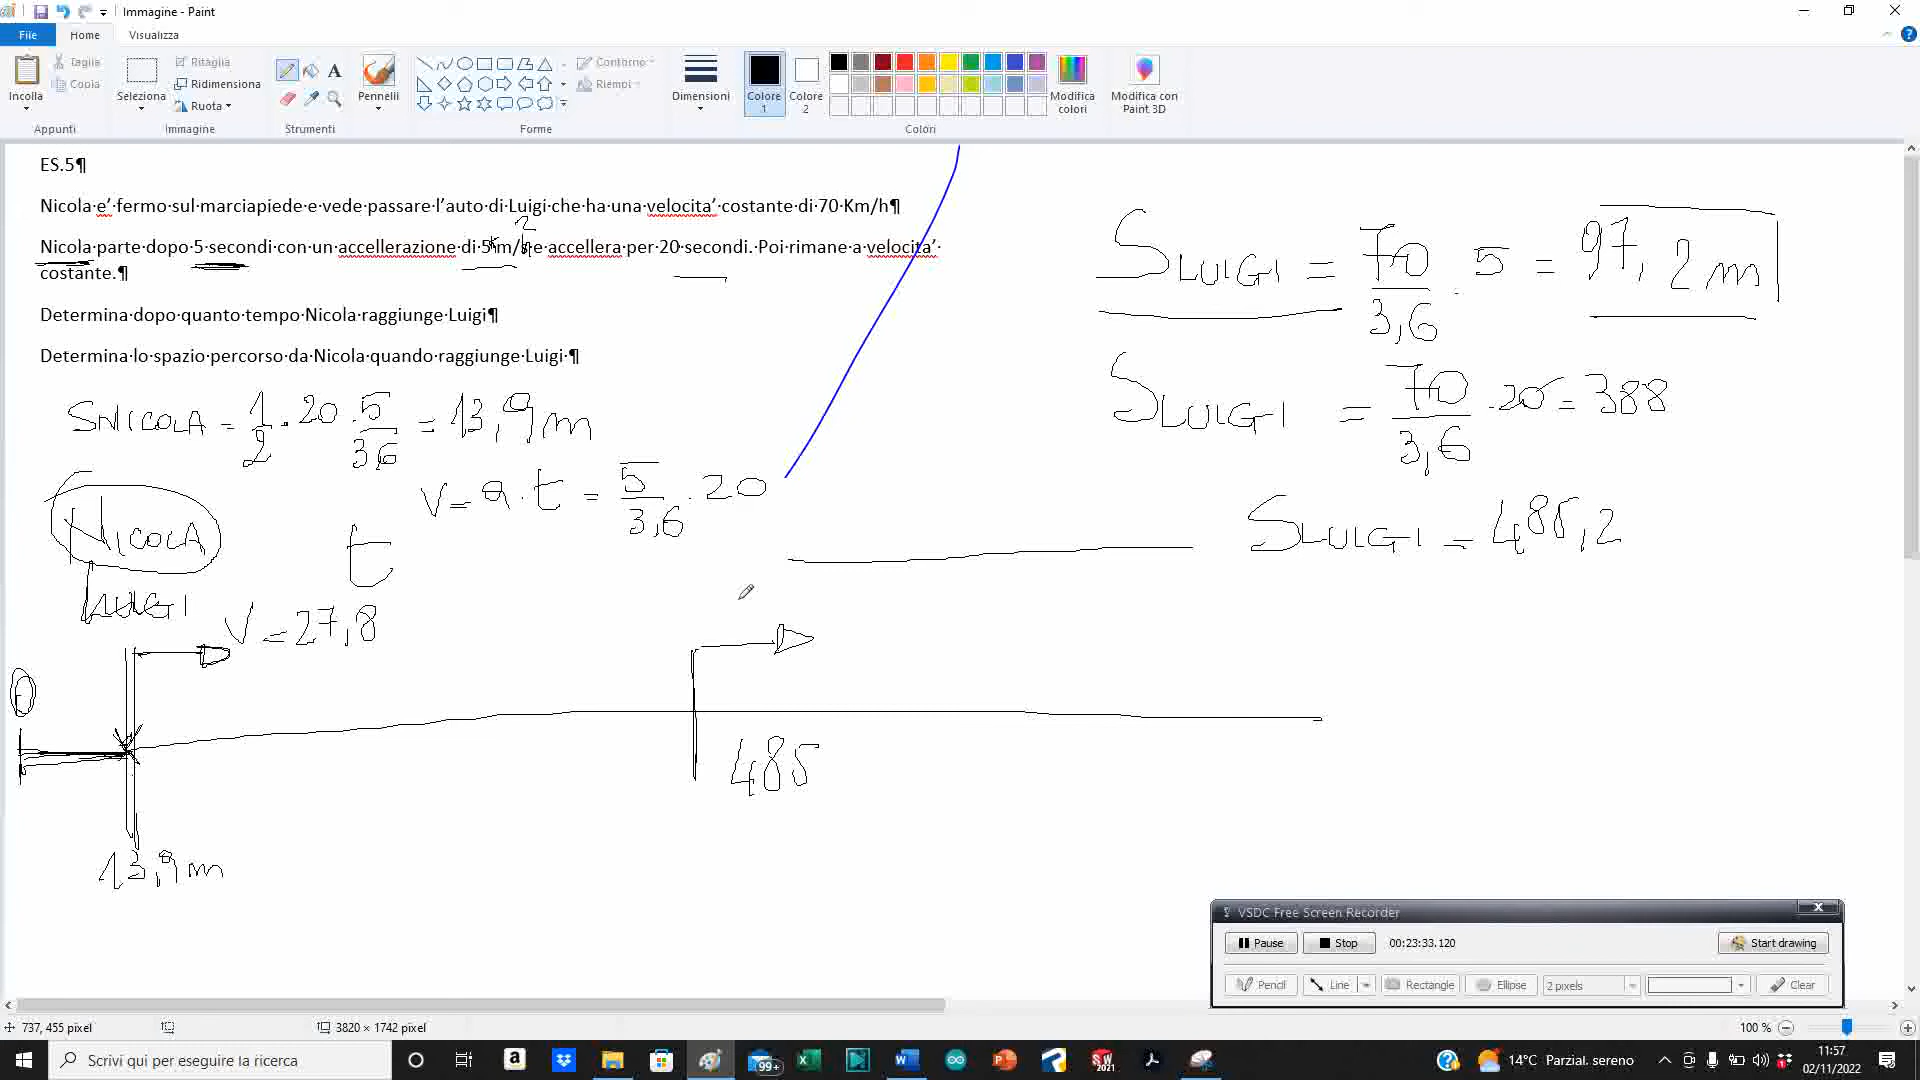 Immagine - Paint
File Home Visualizza
Incolla Taglia Copia Appunti
Seleziona Ritaglia Ridimensiona Ruota Immagine
Strumenti
Pennelli
Forme Contorno Riempi
Dimensioni
Colore 1 Colore 2 Colori
Modifica colori
Modifica con Paint 3D
ES.5¶
Nicola·e’·fermo·sul·marciapiede·e·vede·passare·l’auto·di·Luigi·che·ha·una·velocita’·costante·di·70·Km/h¶
Nicola·parte·dopo·5·secondi·con·un·accellerazione·di·5km/h2·e·accellera·per·20·secondi.·Poi·rimane·a·velocita’·
costante.¶
Determina·dopo·quanto·tempo·Nicola·raggiunge·Luigi¶
Determina·lo·spazio·percorso·da·Nicola·quando·raggiunge·Luigi·¶
SLUIGI = 70/3,6 · 5 = 97,2 m
SLUIGI = 70/3,6 · 20 = 388
SLUIGI = 485,2
SNICOLA = 1/2 · 20 · 5/3,6 = 13,9 m
V = a · t = 5/3,6 · 20
NICOLA
t
LUIGI
V = 27,8
0
485
13,9 m
VSDC Free Screen Recorder
Pause Stop 00:23:33.120 Start drawing
Pencil Line Rectangle Ellipse 2 pixels Clear
737, 455 pixel 3820 × 1742 pixel 100 %
Scrivi qui per eseguire la ricerca
99+
SW 2021
14°C Parzial. sereno
11:57
02/11/2022